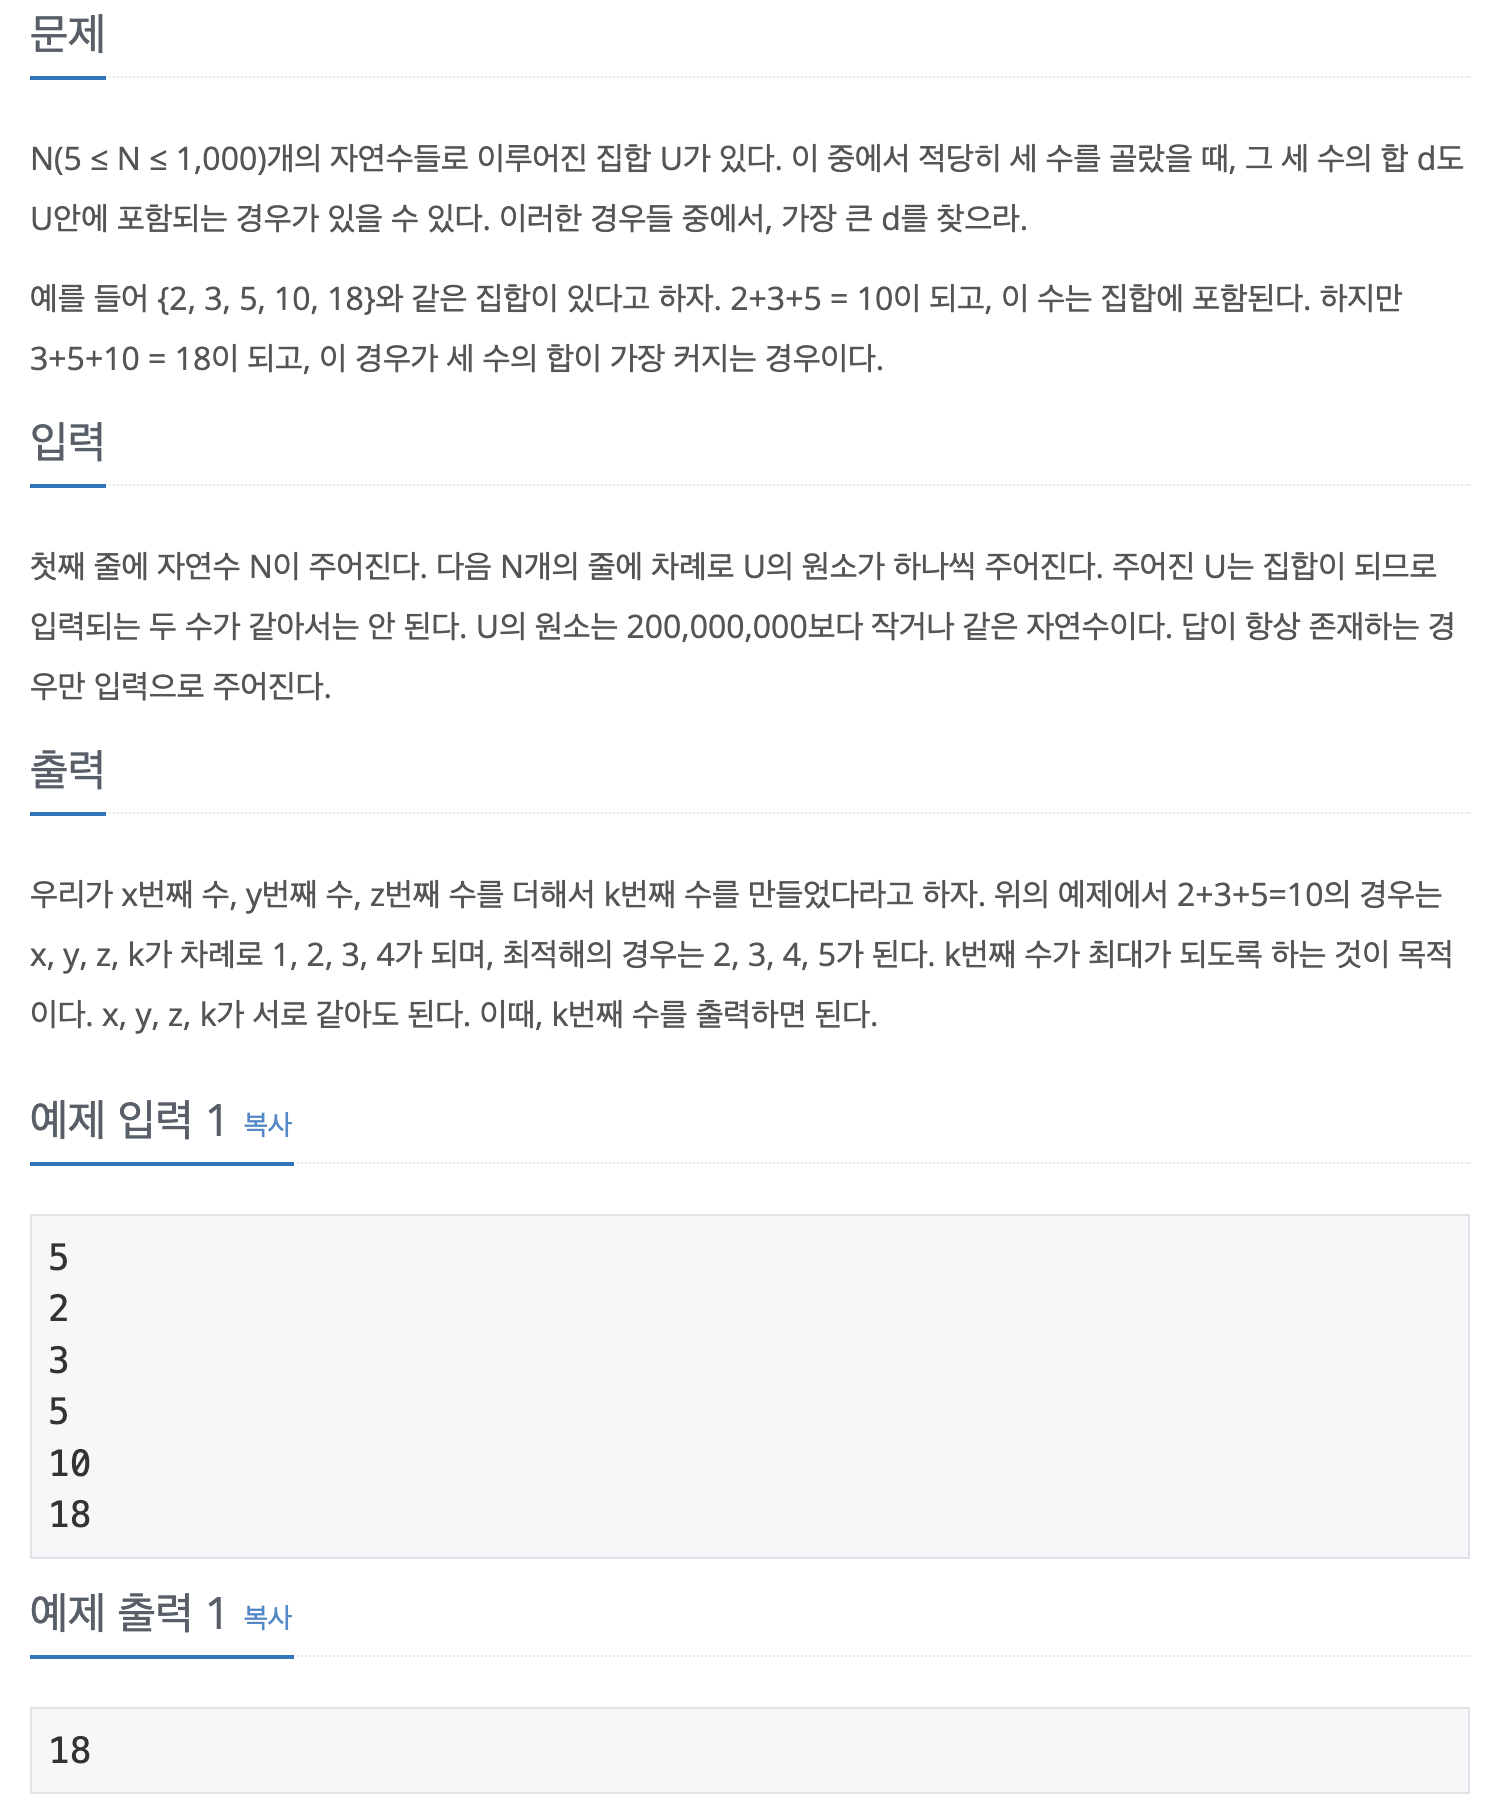 문제
N(5 ≤ N ≤ 1,000)개의 자연수들로 이루어진 집합 U가 있다. 이 중에서 적당히 세 수를 골랐을 때, 그 세 수의 합 d도
U안에 포함되는 경우가 있을 수 있다. 이러한 경우들 중에서, 가장 큰 d를 찾으라.
예를 들어 {2, 3, 5, 10, 18}와 같은 집합이 있다고 하자. 2+3+5 = 10이 되고, 이 수는 집합에 포함된다. 하지만
3+5+10 = 18이 되고, 이 경우가 세 수의 합이 가장 커지는 경우이다.
입력
첫째 줄에 자연수 N이 주어진다. 다음 N개의 줄에 차례로 U의 원소가 하나씩 주어진다. 주어진 U는 집합이 되므로
입력되는 두 수가 같아서는 안 된다. U의 원소는 200,000,000보다 작거나 같은 자연수이다. 답이 항상 존재하는 경
우만 입력으로 주어진다.
출력
우리가 x번째 수, y번째 수, z번째 수를 더해서 k번째 수를 만들었다라고 하자. 위의 예제에서 2+3+5=10의 경우는
x, y, z, k가 차례로 1, 2, 3, 4가 되며, 최적해의 경우는 2, 3, 4, 5가 된다. k번째 수가 최대가 되도록 하는 것이 목적
이다. x, y, z, k가 서로 같아도 된다. 이때, k번째 수를 출력하면 된다.
예제 입력 1 복사
5
2
3
5
10
18
예제 출력 1 복사
18